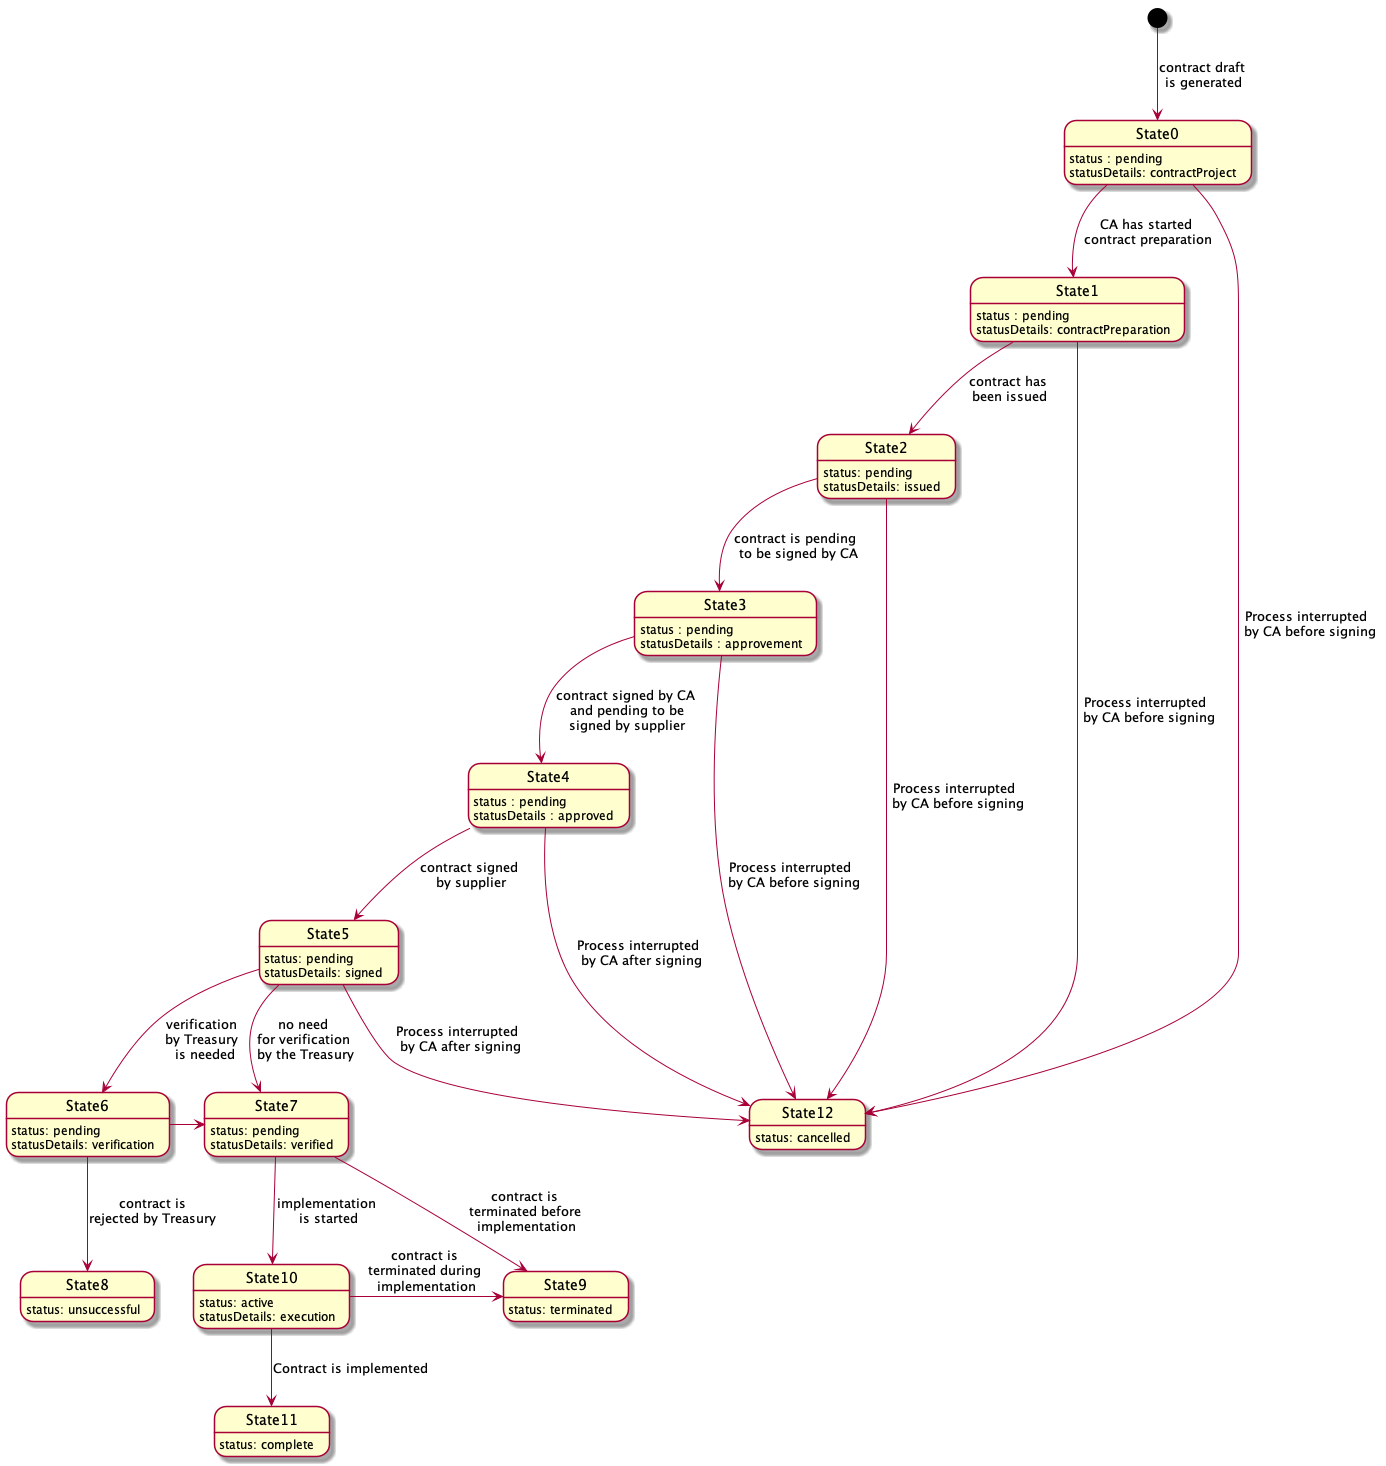 contract draft
is generated
State0
status : pending
statusDetails: contractProject
CA has started
contract preparation
State1
status : pending
statusDetails: contractPreparation
contract has
been issued
State2
status: pending
statusDetails: issued
contract is pending
to be signed by CA
State3
status : pending
statusDetails : approvement
Process interrupted
by CA before signing
contract signed by CA
and pending to be
signed by supplier
Process interrupted
by CA before signing
State4
status : pending
statusDetails : approved
Process interrupted
by CA before signing
contract signed
by supplier
Process interrupted
by CA before signing
State5
status: pending
statusDetails: signed
Process interrupted
by CA after signing
verification
by Treasury
is needed
no need
for verification
by the Treasury
Process interrupted
by CA after signing
State6
status: pending
statusDetails: verification
State7
status: pending
statusDetails: verified
State12
status: cancelled
contract is
rejected by Treasury
implementation
is started
contract is
terminated before
implementation
contract is
terminated during
implementation
State8
status: unsuccessful
State10
status: active
statusDetails: execution
State9
status: terminated
Contract is implemented
State11
status: complete